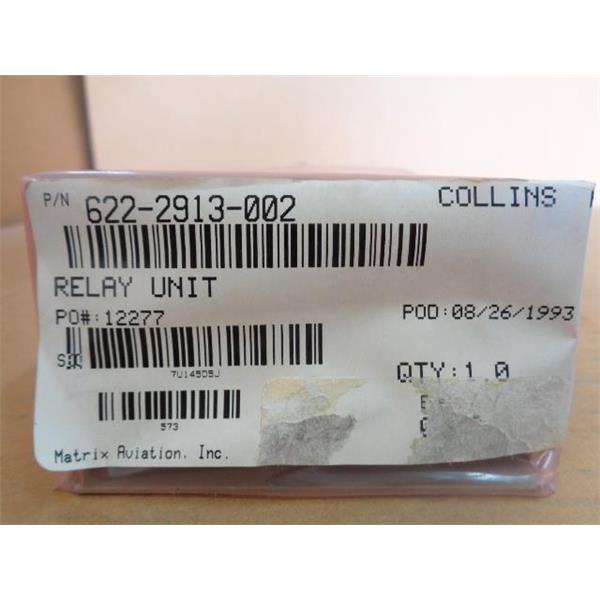 P/N 622-2913-002 COLLINS
RELAY UNIT
PO#:12277 POD:08/26/1993
7U14505J
QTY:1.0
573
Matrix Aviation, Inc.